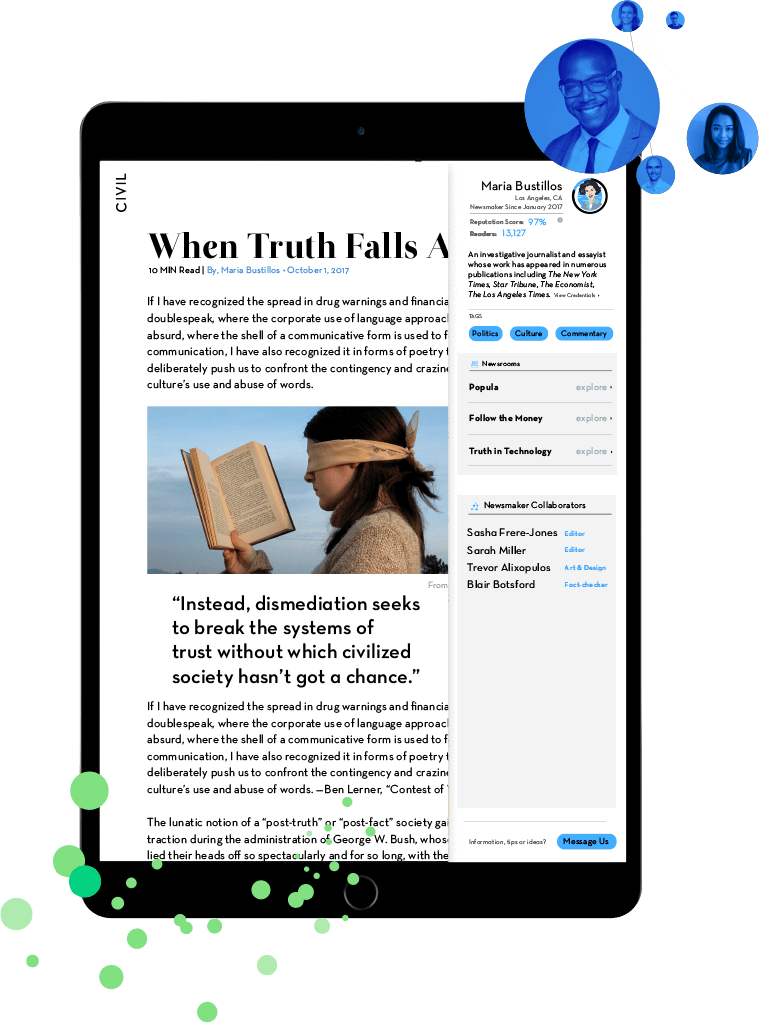 CIVIL
When Truth Falls A
10 MIN Read | By, Maria Bustillos • October 1, 2017
If I have recognized the spread in drug warnings and financia
doublespeak, where the corporate use of language approac
absurd, where the shell of a communicative form is used to f
communication, I have also recognized it in forms of poetry t
deliberately push us to confront the contingency and crazine
culture's use and abuse of words.
From
“Instead, dismediation seeks
to break the systems of
trust without which civilized
society hasn’t got a chance.”
If I have recognized the spread in drug warnings and financia
doublespeak, where the corporate use of language approac
absurd, where the shell of a communicative form is used to f
communication, I have also recognized it in forms of poetry t
deliberately push us to confront the contingency and crazine
culture's use and abuse of words. —Ben Lerner, “Contest of
The lunatic notion of a “post-truth” or “post-fact” society gai
traction during the administration of George W. Bush, whose
lied their heads off so spectacularly and for so long, with the
Maria Bustillos
Los Angeles, CA
Newsmaker Since January 2017
Reputation Score: 97%
Readers: 13,127
An investigative journalist and essayist
whose work has appeared in numerous
publications including The New York
Times, Star Tribune, The Economist,
The Los Angeles Times. View Credentials
TAGS
Politics Culture Commentary
Newsrooms
Popula explore
Follow the Money explore
Truth in Technology explore
Newsmaker Collaborators
Sasha Frere-Jones Editor
Sarah Miller Editor
Trevor Alixopulos Art & Design
Blair Botsford Fact-checker
Information, tips or ideas? Message Us